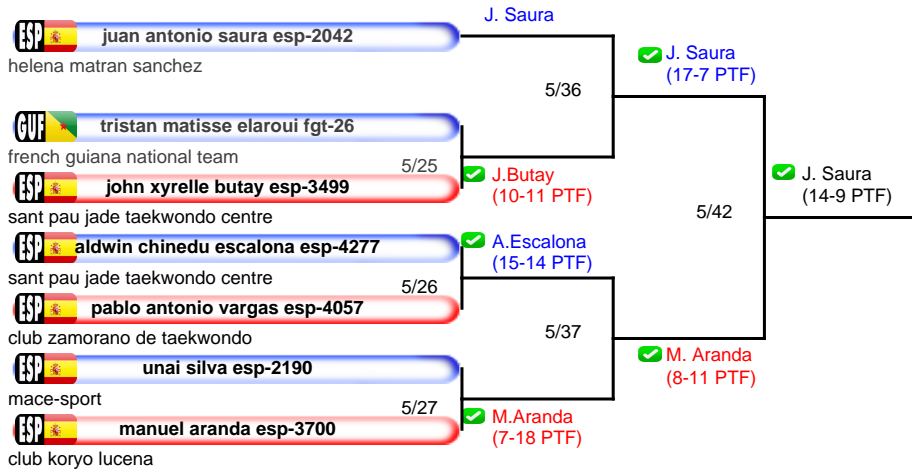 ESP juan antonio saura esp-2042
helena matran sanchez
J. Saura
GUF tristan matisse elaroui fgt-26
french guiana national team
5/25
ESP john xyrelle butay esp-3499
sant pau jade taekwondo centre
J.Butay
(10-11 PTF)
5/36
J. Saura
(17-7 PTF)
ESP aldwin chinedu escalona esp-4277
sant pau jade taekwondo centre
5/26
ESP pablo antonio vargas esp-4057
club zamorano de taekwondo
A.Escalona
(15-14 PTF)
ESP unai silva esp-2190
mace-sport
5/27
ESP manuel aranda esp-3700
club koryo lucena
M.Aranda
(7-18 PTF)
5/37
M. Aranda
(8-11 PTF)
5/42
J. Saura
(14-9 PTF)